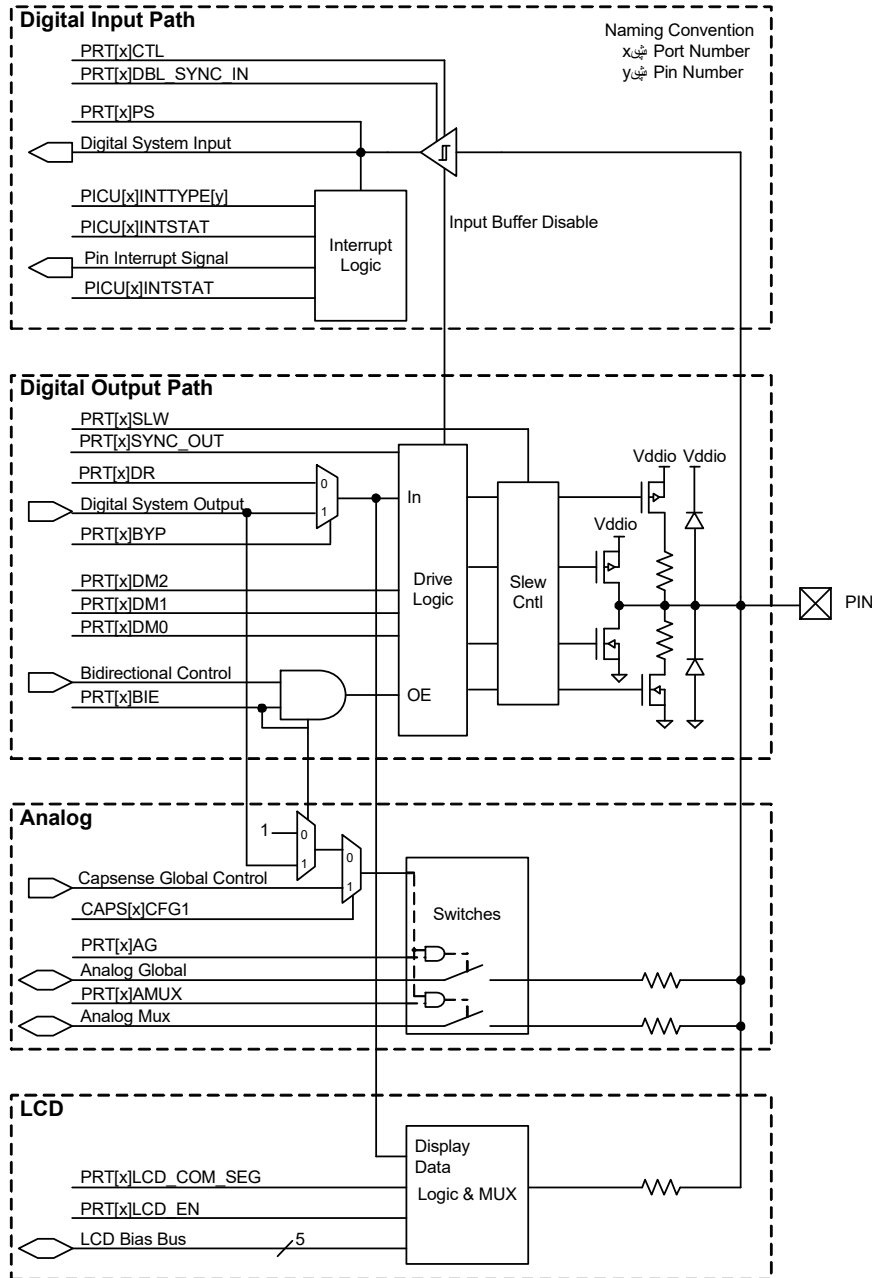 Digital Input Path
Naming Convention
x Port Number
y Pin Number
PRT[x]CTL
PRT[x]DBL_SYNC_IN
PRT[x]PS
Digital System Input
PICU[x]INTTYPE[y]
PICU[x]INTSTAT
Pin Interrupt Signal
PICU[x]INTSTAT
Interrupt
Logic
Input Buffer Disable
Digital Output Path
PRT[x]SLW
PRT[x]SYNC_OUT
PRT[x]DR
Digital System Output
PRT[x]BYP
0
1
PRT[x]DM2
PRT[x]DM1
PRT[x]DM0
Bidirectional Control
PRT[x]BIE
In
Drive
Logic
OE
Slew
Cntl
Vddio Vddio
Vddio
PIN
Analog
1
0
1
0
1
Capsense Global Control
CAPS[x]CFG1
Switches
PRT[x]AG
Analog Global
PRT[x]AMUX
Analog Mux
LCD
Display
Data
Logic & MUX
PRT[x]LCD_COM_SEG
PRT[x]LCD_EN
LCD Bias Bus
5